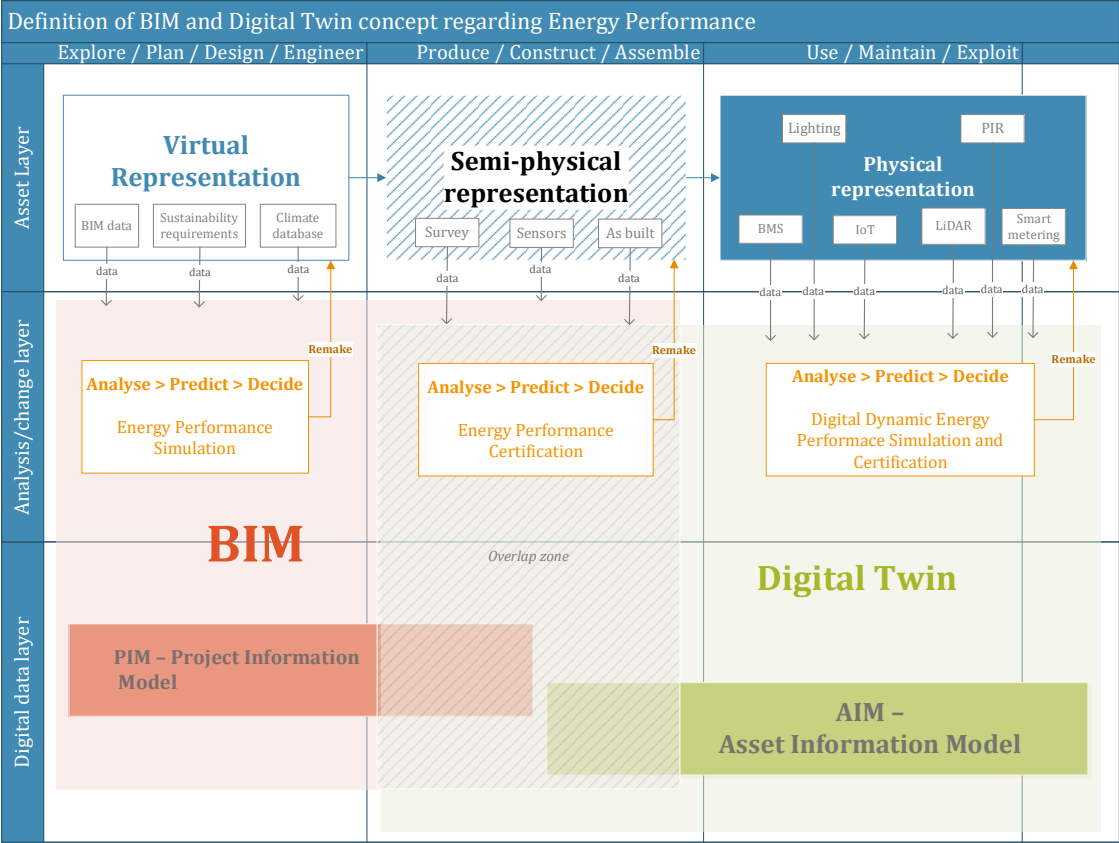 Definition of BIM and Digital Twin concept regarding Energy Performance
Explore / Plan / Design / Engineer
Produce / Construct / Assemble
Use / Maintain / Exploit
Asset Layer
Virtual
Representation
BIM data
Sustainability
requirements
Climate
database
data
data
data
Semi-physical
representation
Survey
Sensors
As built
data
data
data
Physical
representation
Lighting
PIR
BMS
IoT
LiDAR
Smart
metering
data
data
data
data
data
data
Analysis/change layer
Remake
Analyse > Predict > Decide
Energy Performance
Simulation
Remake
Analyse > Predict > Decide
Energy Performance
Certification
Remake
Analyse > Predict > Decide
Digital Dynamic Energy
Performace Simulation and
Certification
BIM
Overlap zone
Digital Twin
Digital data layer
PIM – Project Information
Model
AIM –
Asset Information Model